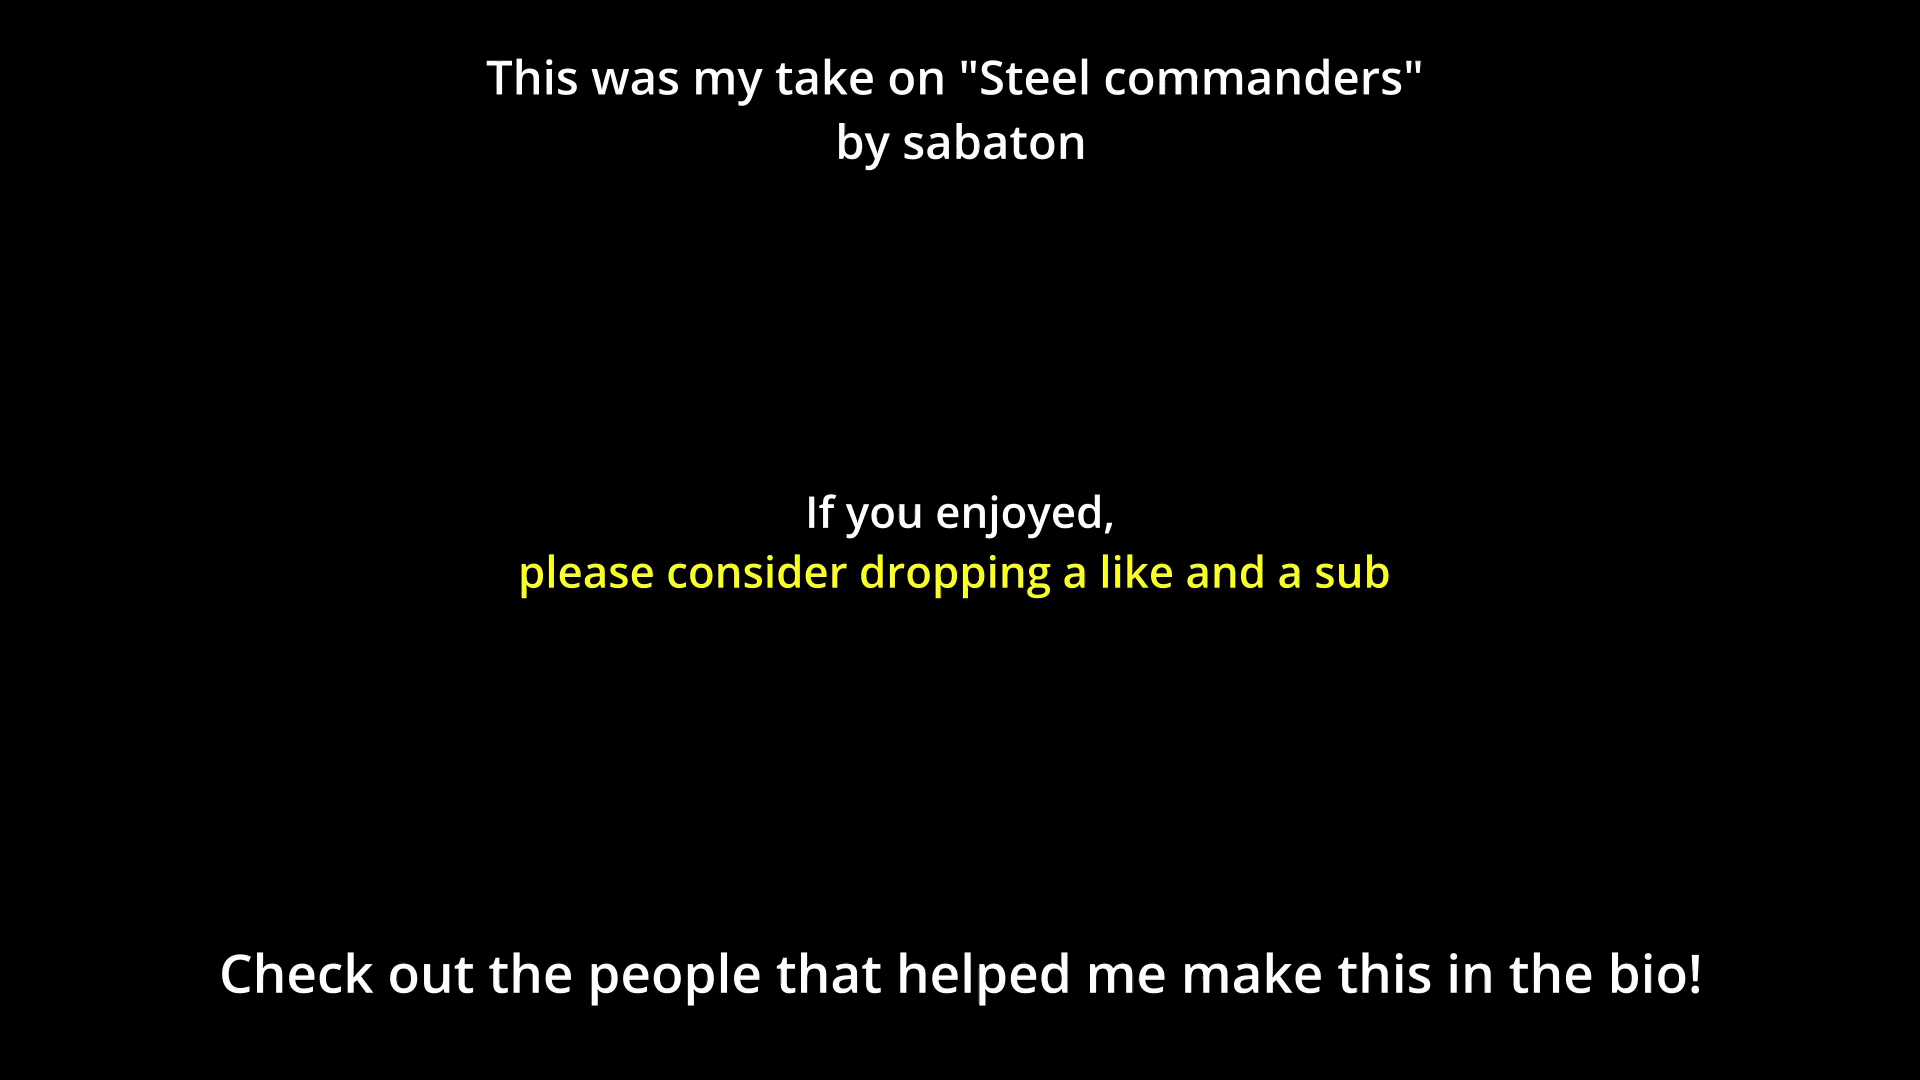 This was my take on "Steel commanders"
by sabaton
If you enjoyed,
please consider dropping a like and a sub
Check out the people that helped me make this in the bio!